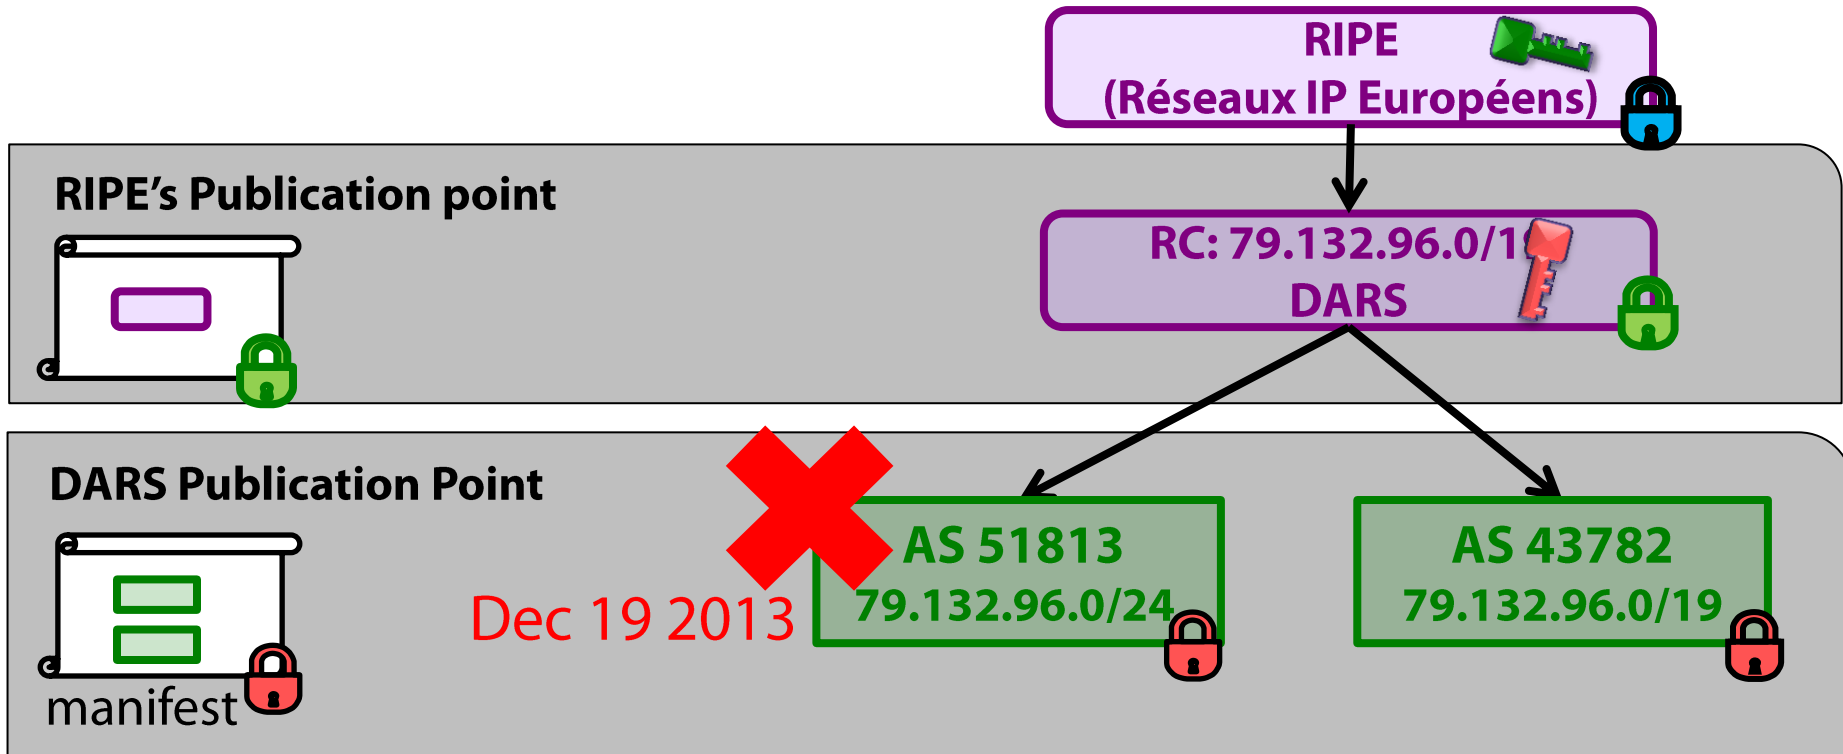 RIPE
(Réseaux IP Européens)
RIPE's Publication point
RC: 79.132.96.0/19
DARS
DARS Publication Point
AS 51813
79.132.96.0/24
AS 43782
79.132.96.0/19
Dec 19 2013
manifest